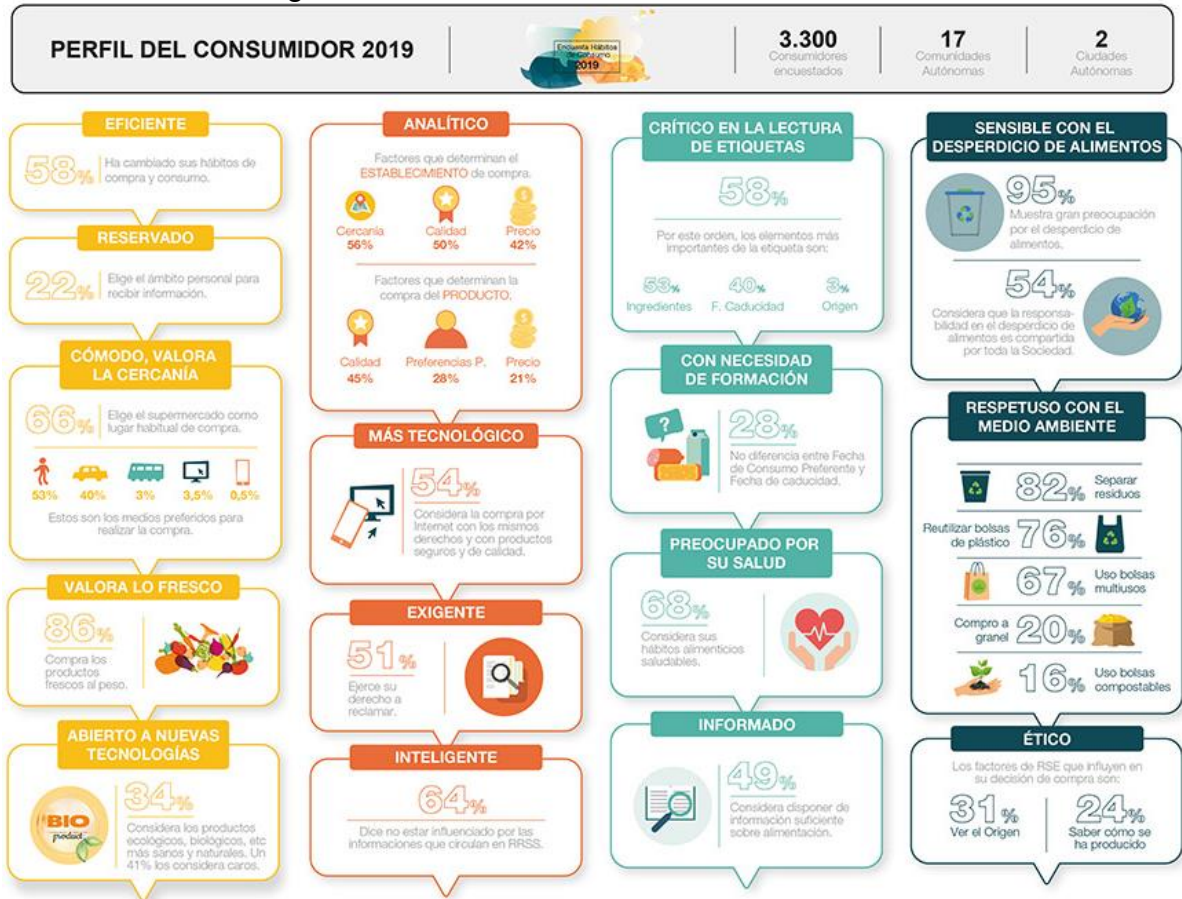 PERFIL DEL CONSUMIDOR 2019
Encuesta Hábitos
de Consumo
2019
3.300
Consumidores
encuestados
17
Comunidades
Autónomas
2
Ciudades
Autónomas
EFICIENTE
58%
Ha cambiado sus hábitos de
compra y consumo.
RESERVADO
22%
Elige el ámbito personal para
recibir información.
CÓMODO, VALORA
LA CERCANÍA
66%
Elige el supermercado como
lugar habitual de compra.
53% 40% 3% 3,5% 0,5%
Estos son los medios preferidos para
realizar la compra.
VALORA LO FRESCO
86%
Compra los
productos
frescos al peso.
ABIERTO A NUEVAS
TECNOLOGÍAS
BIO
product
34%
Considera los productos
ecológicos, biológicos, etc
más sanos y naturales. Un
41% los considera caros.
ANALÍTICO
Factores que determinan el
ESTABLECIMIENTO de compra.
Cercanía Calidad Precio
56% 50% 42%
Factores que determinan la
compra del PRODUCTO.
Calidad Preferencias P. Precio
45% 28% 21%
MÁS TECNOLÓGICO
54%
Considera la compra por
Internet con los mismos
derechos y con productos
seguros y de calidad.
EXIGENTE
51%
Ejerce su
derecho a
reclamar.
INTELIGENTE
64%
Dice no estar influenciado por las
informaciones que circulan en RRSS.
CRÍTICO EN LA LECTURA
DE ETIQUETAS
58%
Por este orden, los elementos más
importantes de la etiqueta son:
53% 40% 3%
Ingredientes F. Caducidad Origen
CON NECESIDAD
DE FORMACIÓN
?
28%
No diferencia entre Fecha
de Consumo Preferente y
Fecha de caducidad.
PREOCUPADO POR
SU SALUD
68%
Considera sus
hábitos alimenticios
saludables.
INFORMADO
49%
Considera disponer de
información suficiente
sobre alimentación.
SENSIBLE CON EL
DESPERDICIO DE ALIMENTOS
95%
Muestra gran preocupación
por el desperdicio de
alimentos.
54%
Considera que la responsa-
bilidad en el desperdicio de
alimentos es compartida
por toda la Sociedad.
RESPETUSO CON EL
MEDIO AMBIENTE
82% Separar
residuos
Reutilizar bolsas
de plástico 76%
67% Uso bolsas
multiusos
Compro a
granel 20%
16% Uso bolsas
compostables
ÉTICO
Los factores de RSE que influyen en
su decisión de compra son:
31% 24%
Ver el Origen Saber cómo se
ha producido